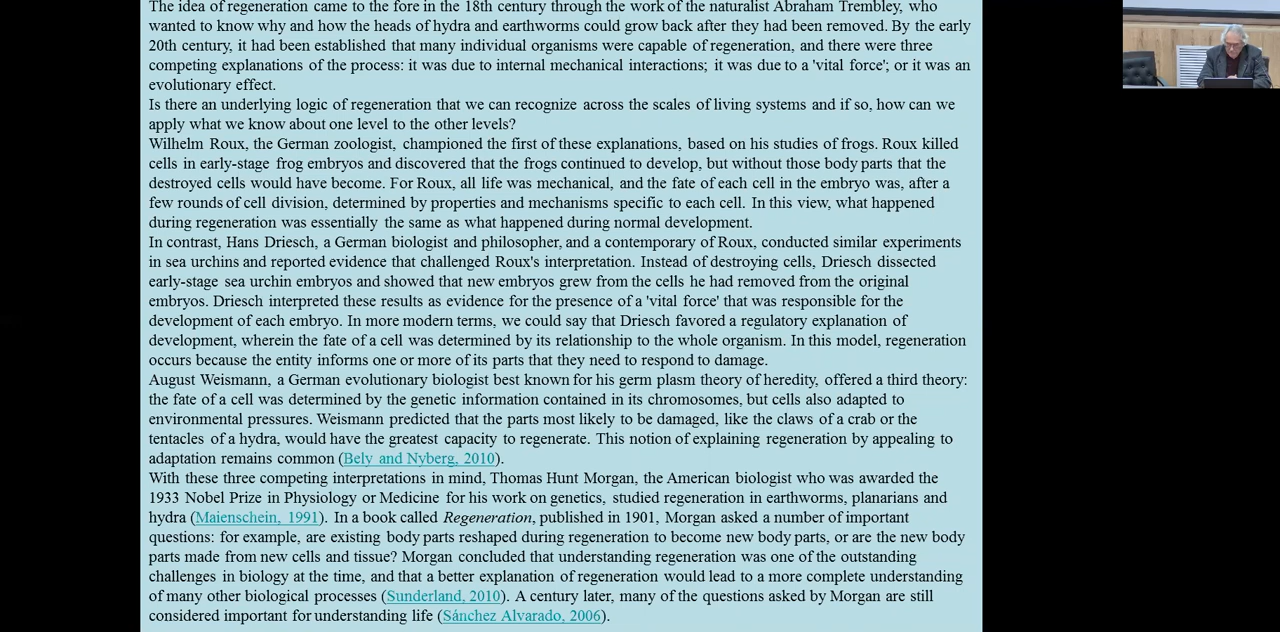 The idea of regeneration came to the fore in the 18th century through the work of the naturalist Abraham Trembley, who
wanted to know why and how the heads of hydra and earthworms could grow back after they had been removed. By the early
20th century, it had been established that many individual organisms were capable of regeneration, and there were three
competing explanations of the process: it was due to internal mechanical interactions; it was due to a 'vital force'; or it was an
evolutionary effect.
Is there an underlying logic of regeneration that we can recognize across the scales of living systems and if so, how can we
apply what we know about one level to the other levels?
Wilhelm Roux, the German zoologist, championed the first of these explanations, based on his studies of frogs. Roux killed
cells in early-stage frog embryos and discovered that the frogs continued to develop, but without those body parts that the
destroyed cells would have become. For Roux, all life was mechanical, and the fate of each cell in the embryo was, after a
few rounds of cell division, determined by properties and mechanisms specific to each cell. In this view, what happened
during regeneration was essentially the same as what happened during normal development.
In contrast, Hans Driesch, a German biologist and philosopher, and a contemporary of Roux, conducted similar experiments
in sea urchins and reported evidence that challenged Roux's interpretation. Instead of destroying cells, Driesch dissected
early-stage sea urchin embryos and showed that new embryos grew from the cells he had removed from the original
embryos. Driesch interpreted these results as evidence for the presence of a 'vital force' that was responsible for the
development of each embryo. In more modern terms, we could say that Driesch favored a regulatory explanation of
development, wherein the fate of a cell was determined by its relationship to the whole organism. In this model, regeneration
occurs because the entity informs one or more of its parts that they need to respond to damage.
August Weismann, a German evolutionary biologist best known for his germ plasm theory of heredity, offered a third theory:
the fate of a cell was determined by the genetic information contained in its chromosomes, but cells also adapted to
environmental pressures. Weismann predicted that the parts most likely to be damaged, like the claws of a crab or the
tentacles of a hydra, would have the greatest capacity to regenerate. This notion of explaining regeneration by appealing to
adaptation remains common (Bely and Nyberg, 2010).
With these three competing interpretations in mind, Thomas Hunt Morgan, the American biologist who was awarded the
1933 Nobel Prize in Physiology or Medicine for his work on genetics, studied regeneration in earthworms, planarians and
hydra (Maienschein, 1991). In a book called Regeneration, published in 1901, Morgan asked a number of important
questions: for example, are existing body parts reshaped during regeneration to become new body parts, or are the new body
parts made from new cells and tissue? Morgan concluded that understanding regeneration was one of the outstanding
challenges in biology at the time, and that a better explanation of regeneration would lead to a more complete understanding
of many other biological processes (Sunderland, 2010). A century later, many of the questions asked by Morgan are still
considered important for understanding life (Sánchez Alvarado, 2006).